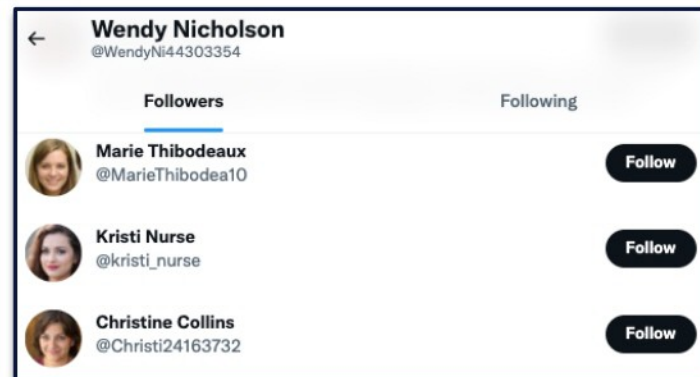 Wendy Nicholson
@WendyNi44303354
Followers
Following
Marie Thibodeaux
@MarieThibodea10
Follow
Kristi Nurse
@kristi_nurse
Follow
Christine Collins
@Christi24163732
Follow